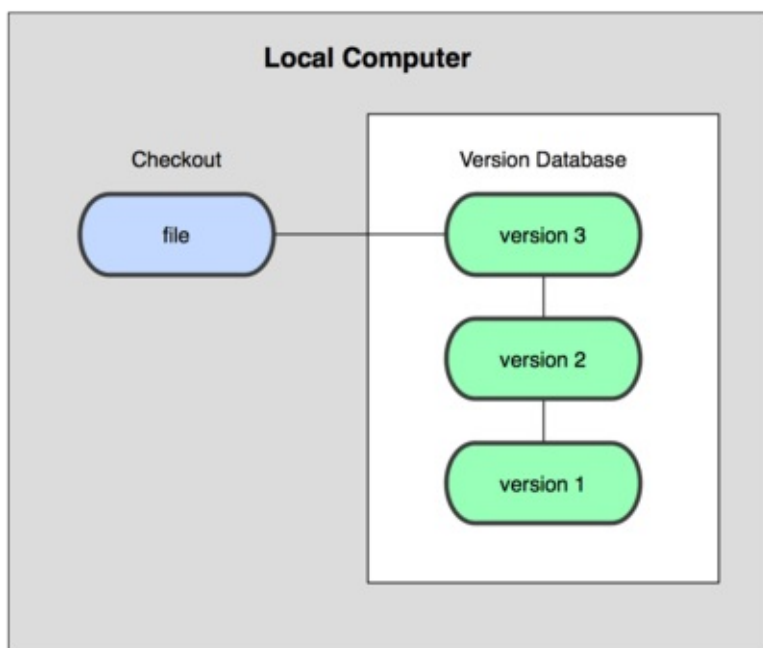 Local Computer
Checkout
Version Database
file
version 3
version 2
version 1